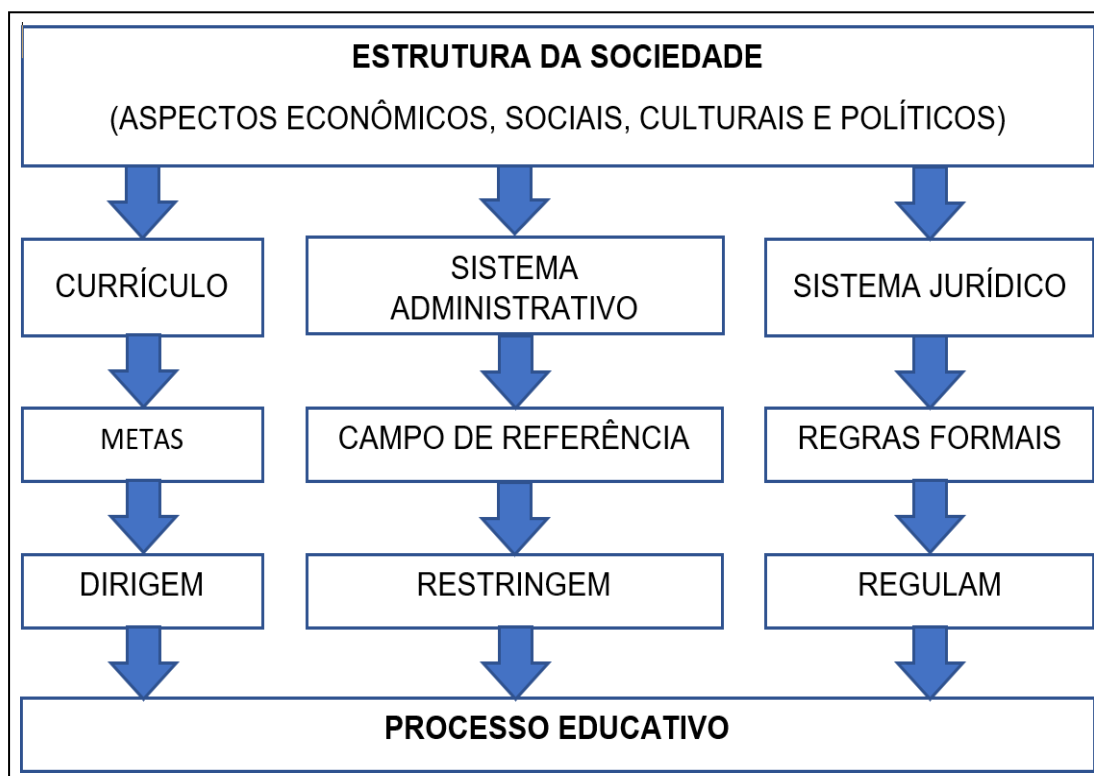 ESTRUTURA DA SOCIEDADE
(ASPECTOS ECONÔMICOS, SOCIAIS, CULTURAIS E POLÍTICOS)
CURRÍCULO
SISTEMA
ADMINISTRATIVO
SISTEMA JURÍDICO
METAS
CAMPO DE REFERÊNCIA
REGRAS FORMAIS
DIRIGEM
RESTRINGEM
REGULAM
PROCESSO EDUCATIVO